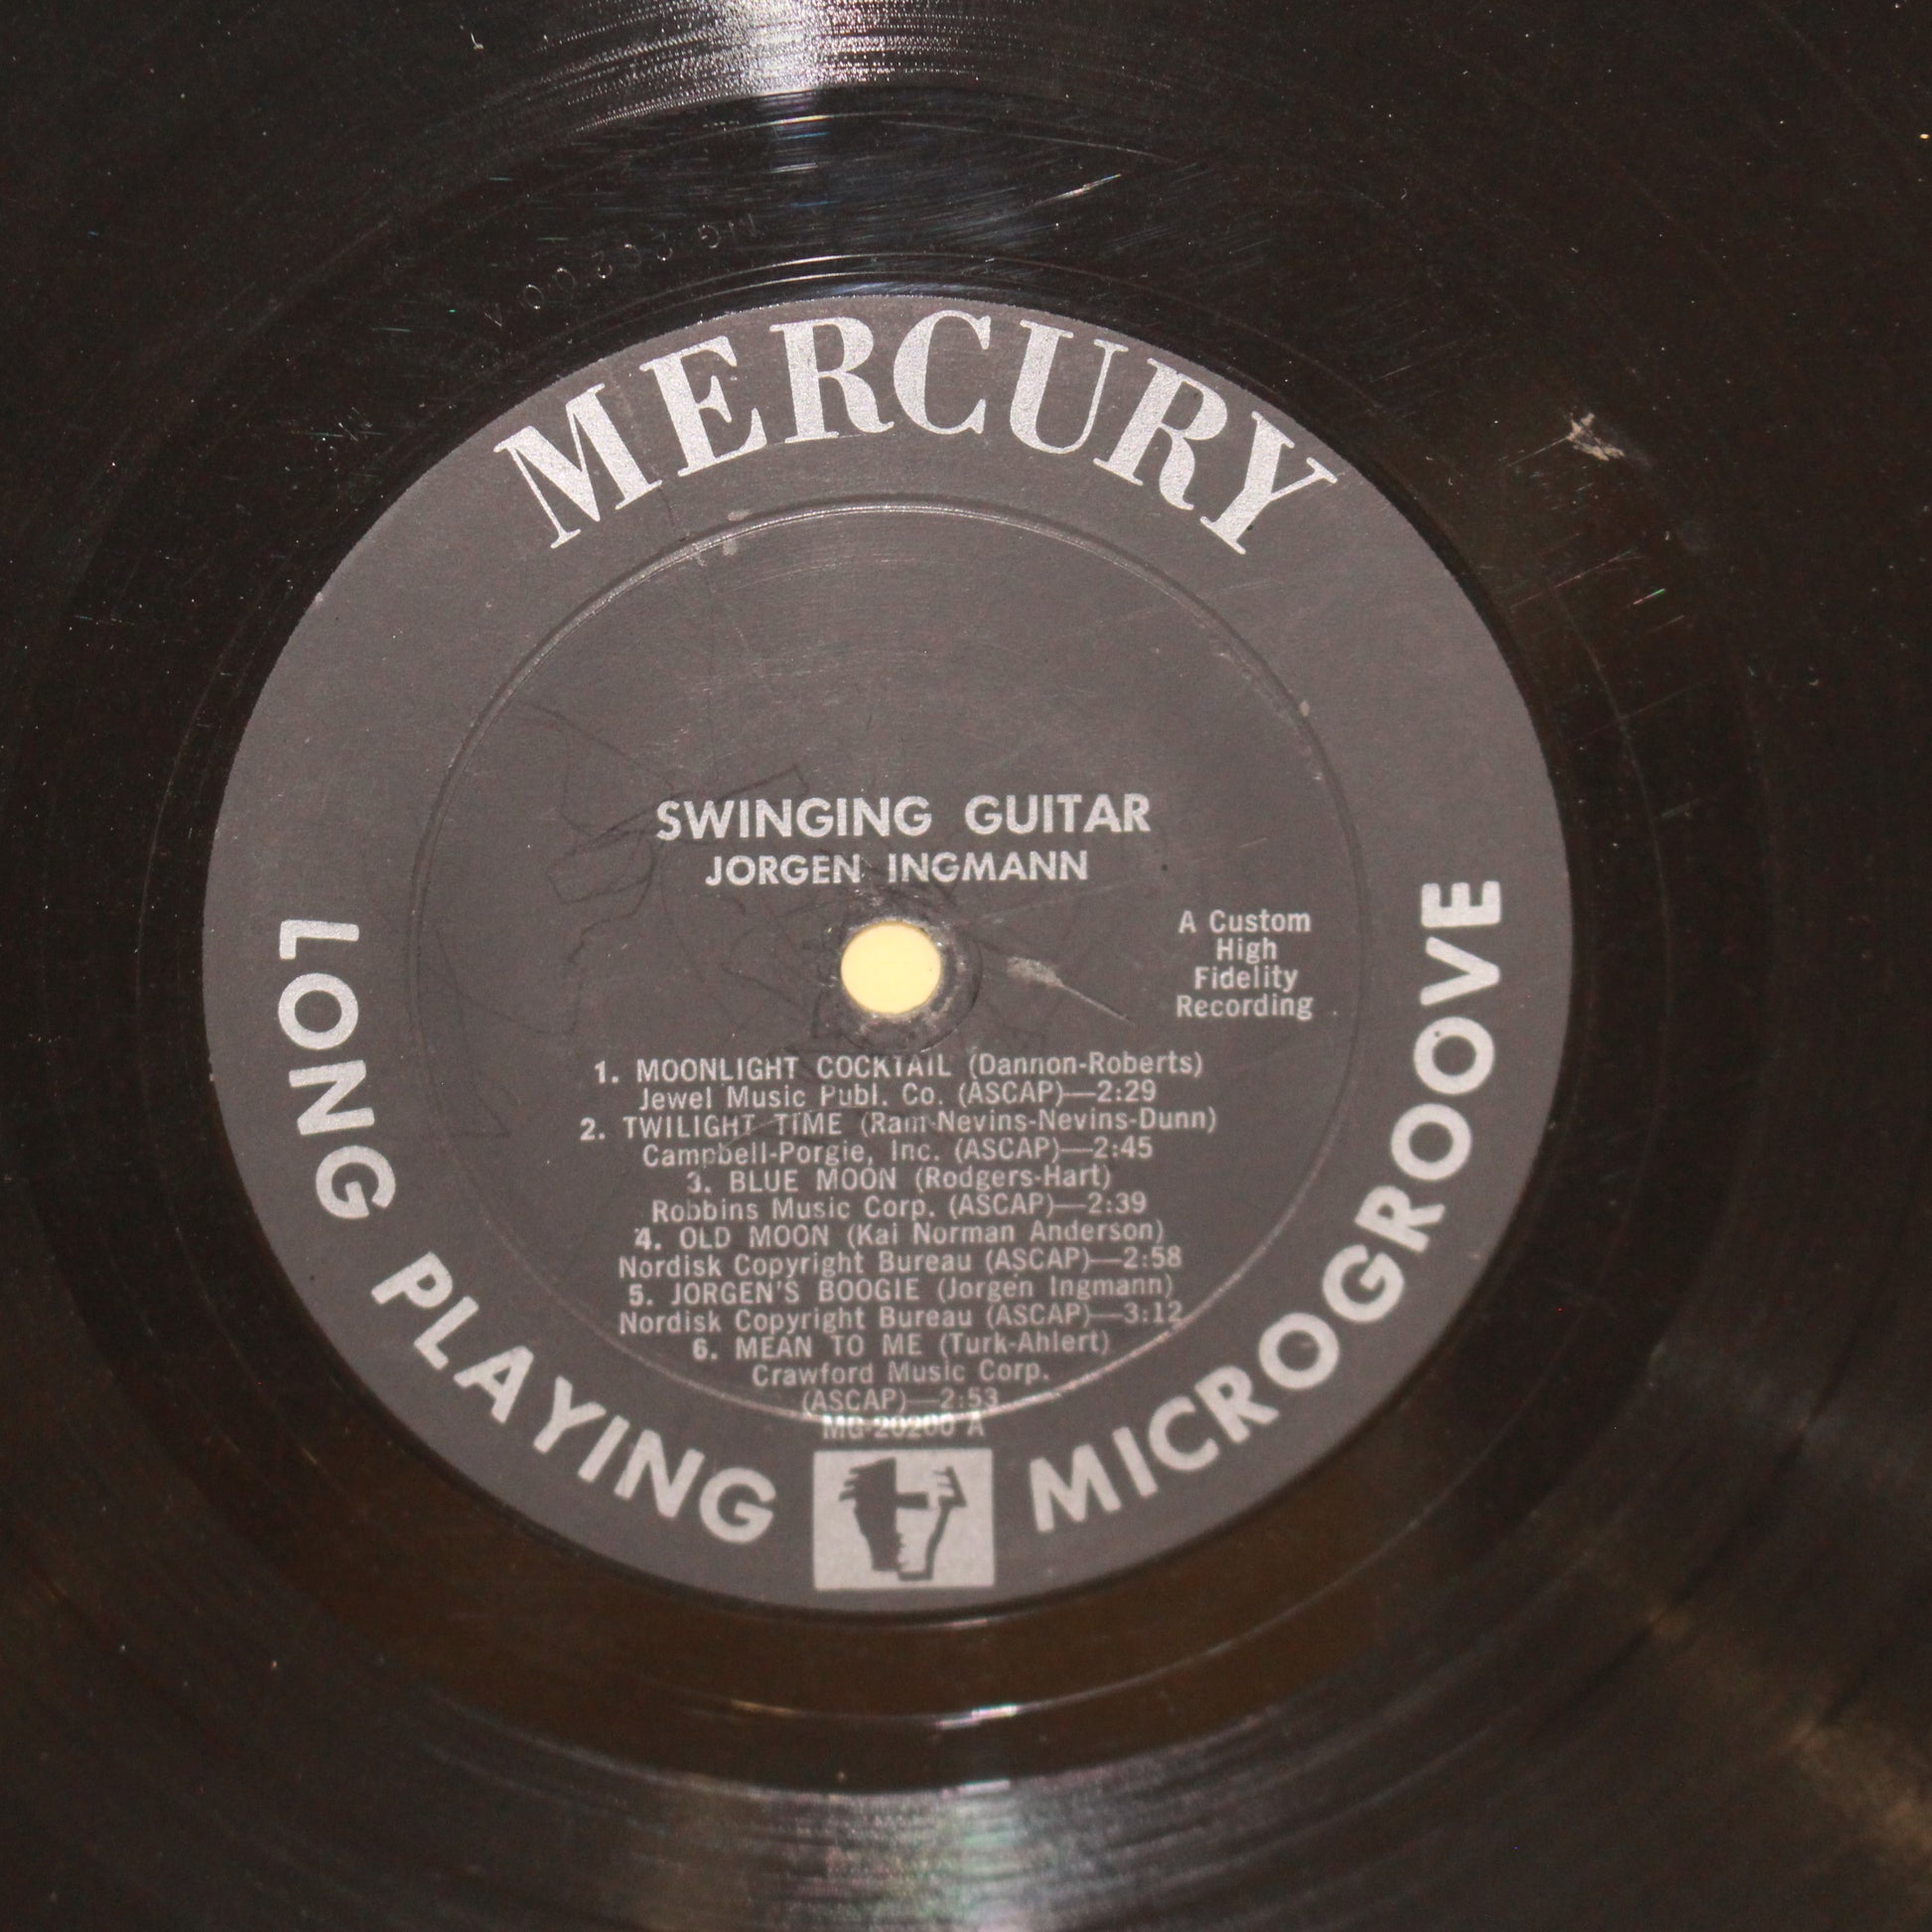 MG 20200A
MERCURY
SWINGING GUITAR
JORGEN INGMANN
A Custom
High
Fidelity
Recording
1. MOONLIGHT COCKTAIL (Dannon-Roberts)
Jewel Music Publ. Co. (ASCAP)—2:29
2. TWILIGHT TIME (Ram-Nevins-Nevins-Dunn)
Campbell-Porgie, Inc. (ASCAP)—2:45
3. BLUE MOON (Rodgers-Hart)
Robbins Music Corp. (ASCAP)—2:39
4. OLD MOON (Kai Norman Anderson)
Nordisk Copyright Bureau (ASCAP)—2:58
5. JORGEN'S BOOGIE (Jorgen Ingmann)
Nordisk Copyright Bureau (ASCAP)—3:12
6. MEAN TO ME (Turk-Ahlert)
Crawford Music Corp.
(ASCAP)—2:53
MG-20200 A
LONG PLAYING MICROGROOVE